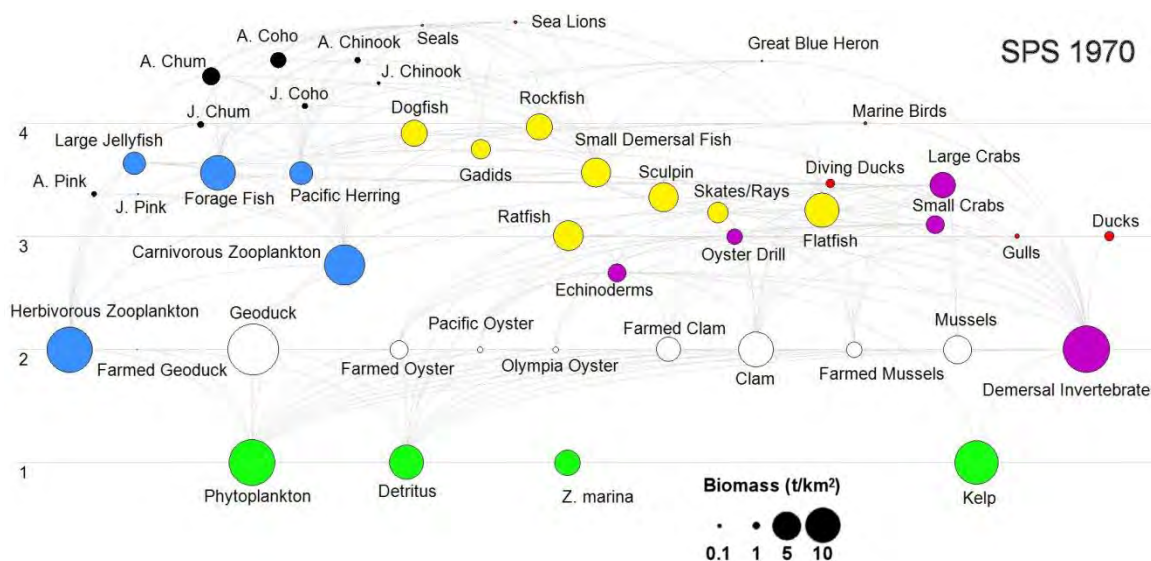 Sea Lions
Seals
A. Coho
A. Chinook
Great Blue Heron
SPS 1970
A. Chum
J. Chinook
J. Coho
Rockfish
J. Chum
Dogfish
Marine Birds
4
Large Jellyfish
Small Demersal Fish
Large Crabs
Gadids
Sculpin
Diving Ducks
A. Pink
J. Pink
Forage Fish
Pacific Herring
Skates/Rays
Small Crabs
Ratfish
Ducks
3
Carnivorous Zooplankton
Oyster Drill
Flatfish
Gulls
Echinoderms
Herbivorous Zooplankton
Geoduck
Pacific Oyster
Farmed Clam
Mussels
2
Farmed Geoduck
Farmed Oyster
Olympia Oyster
Clam
Farmed Mussels
Demersal Invertebrate
1
Phytoplankton
Detritus
Z. marina
Biomass (t/km²)
Kelp
0.1 1 5 10